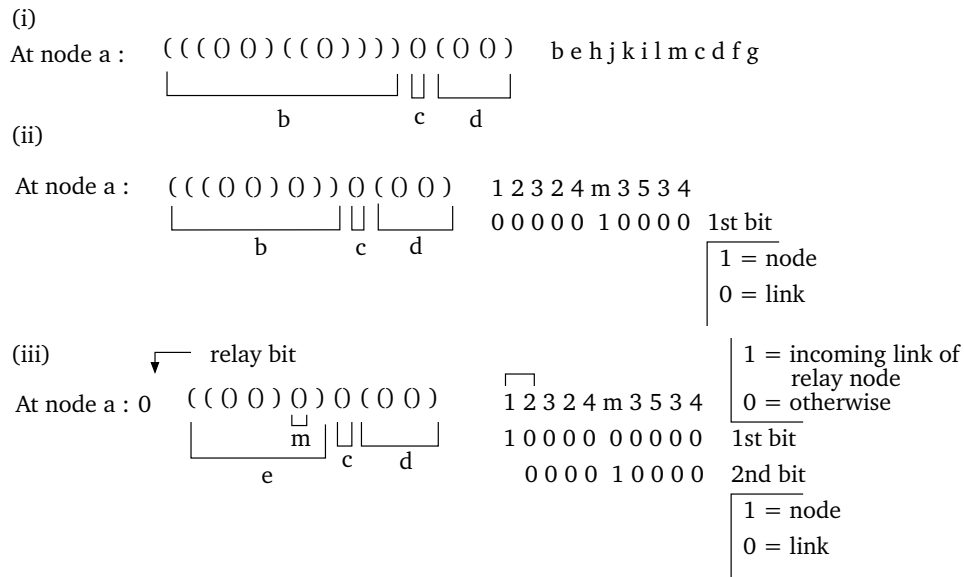 (i)
At node a : ( ( ( () () ) ( ( () ) ) ) ) () ( () () ) b e h j k i l m c d f g
b c d
(ii)
At node a : ( ( ( () () ) () ) ) () ( () () ) 1 2 3 2 4 m 3 5 3 4
0 0 0 0 0 1 0 0 0 0 1st bit
b c d
1 = node
0 = link
(iii) relay bit
1 = incoming link of
relay node
At node a : 0 ( ( () () ) () ) () ( () () ) 1 2 3 2 4 m 3 5 3 4 0 = otherwise
m 1 0 0 0 0 0 0 0 0 0 1st bit
e c d
0 0 0 0 1 0 0 0 0 2nd bit
1 = node
0 = link